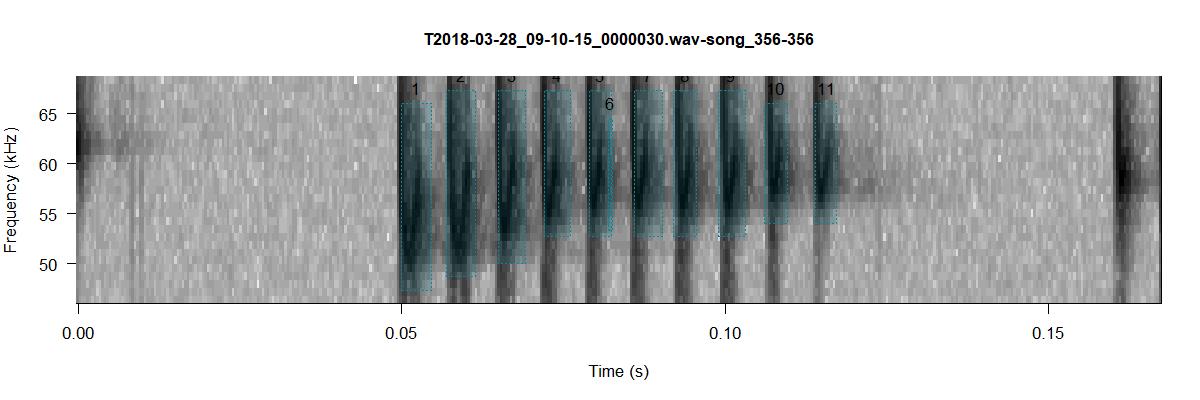 T2018-03-28_09-10-15_0000030.wav-song_356-356
1 2 3 4 5 6 7 8 9 10 11
Frequency (kHz)
65
60
55
50
0.00 0.05 0.10 0.15
Time (s)